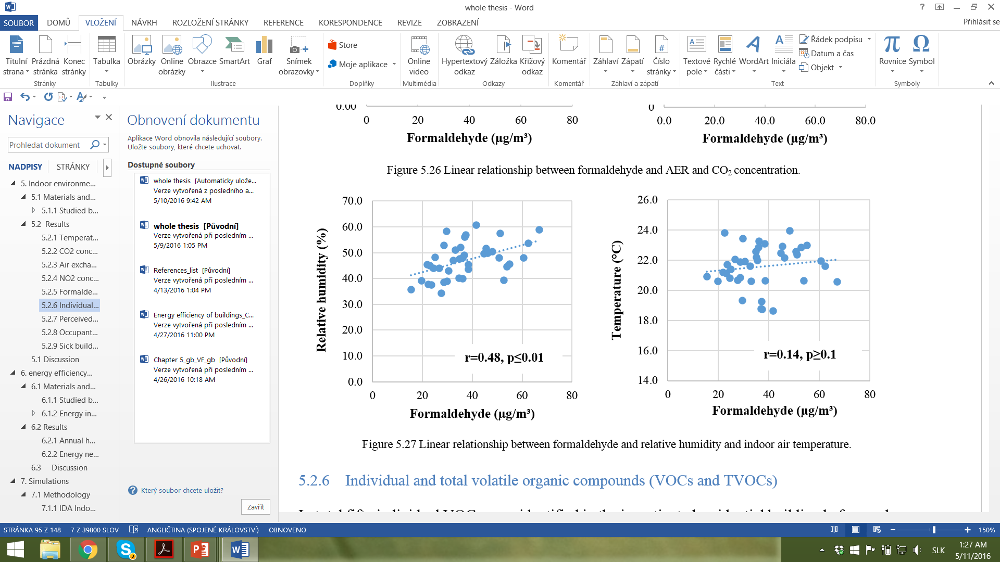 whole thesis - Word
?
SOUBOR DOMŮ VLOŽENÍ NÁVRH ROZLOŽENÍ STRÁNKY REFERENCE KORESPONDENCE REVIZE ZOBRAZENÍ
Přihlásit se
Titulní strana
Prázdná stránka
Konec stránky
Stránky
Tabulka
Tabulky
Obrázky
Online obrázky
Obrazce
SmartArt
Graf
Snímek obrazovky
Ilustrace
Store
Moje aplikace
Doplňky
Online video
Multimédia
Hypertextový odkaz
Záložka
Křížový odkaz
Odkazy
Komentář
Komentář
Záhlaví
Zápatí
Číslo stránky
Záhlaví a zápatí
Textové pole
Rychlé části
WordArt
Iniciála
Řádek podpisu
Datum a čas
Objekt
Text
π
Rovnice
Ω
Symbol
Symboly
Navigace
Prohledat dokument
NADPISY STRÁNKY
5. Indoor environme...
5.1 Materials and...
5.1.1 Studied b...
5.2 Results
5.2.1 Temperat...
5.2.2 CO2 conc...
5.2.3 Air excha...
5.2.4 NO2 conc...
5.2.5 Formalde...
5.2.6 Individual...
5.2.7 Perceived...
5.2.8 Occupant...
5.2.9 Sick build...
5.1 Discussion
6. energy efficiency...
6.1 Materials and...
6.1.1 Studied b...
6.1.2 Energy in...
6.2 Results
6.2.1 Annual h...
6.2.2 Energy ne...
6.3 Discussion
7. Simulations
7.1 Methodology
7.1.1 IDA Indo...
Obnovení dokumentu
Aplikace Word obnovila následující soubory.
Uložte soubory, které chcete uchovat.
Dostupné soubory
whole thesis [Automaticky ulože...
Verze vytvořená z posledního a...
5/10/2016 9:42 AM
whole thesis [Původní]
Verze vytvořená při posledním ...
5/9/2016 1:05 PM
References_list [Původní]
Verze vytvořená při posledním ...
4/13/2016 1:04 PM
Energy efficiency of buildings_C...
Verze vytvořená při posledním ...
4/27/2016 11:00 PM
Chapter 5_gb_VF_gb [Původní]
Verze vytvořená při posledním ...
4/26/2016 10:18 AM
Který soubor chcete uložit?
Zavřít
0.00
0 20 40 60 80
Formaldehyde (µg/m³)
0
0.0 20.0 40.0 60.0 80.0
Formaldehyde (µg/m³)
Figure 5.26 Linear relationship between formaldehyde and AER and CO₂ concentration.
Relative humidity (%)
70.0
60.0
50.0
40.0
30.0
20.0
10.0
0.0
r=0.48, p≤0.01
0 20 40 60 80
Formaldehyde (µg/m³)
Temperature (°C)
26.0
24.0
22.0
20.0
18.0
16.0
14.0
r=0.14, p≥0.1
0 20 40 60 80
Formaldehyde (µg/m³)
Figure 5.27 Linear relationship between formaldehyde and relative humidity and indoor air temperature.
5.2.6 Individual and total volatile organic compounds (VOCs and TVOCs)
STRÁNKA 95 Z 148 7 Z 39800 SLOV ANGLIČTINA (SPOJENÉ KRÁLOVSTVÍ) OBNOVENO
150%
3
SLK
1:27 AM
5/11/2016